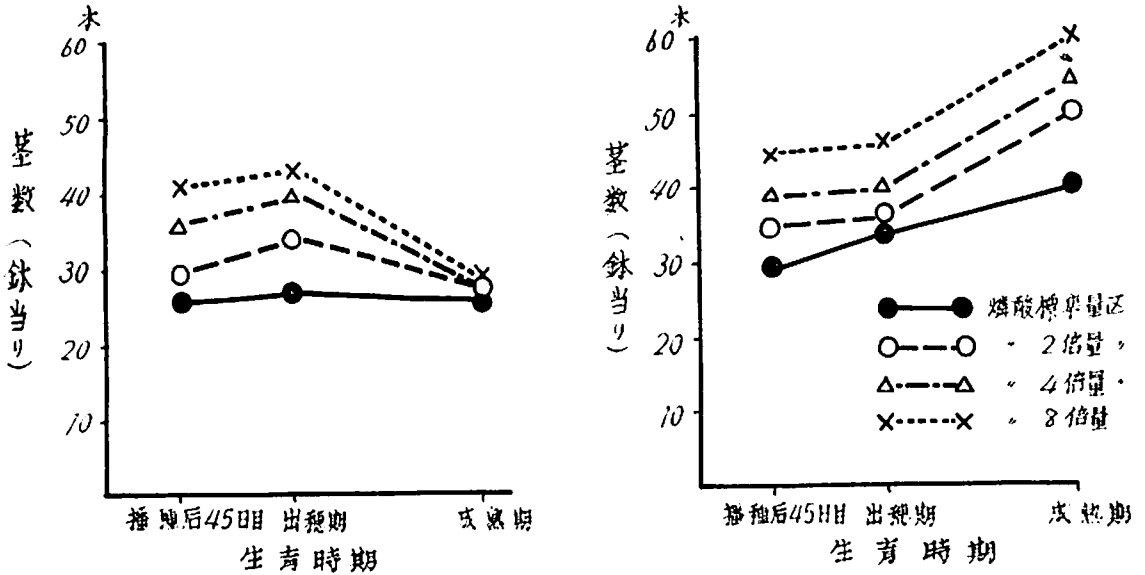 本
60
50
40
30
20
10
茎数(鉢当り)
播種后45日目 出穂期 成熟期
生育時期
60
50
40
30
20
10
茎数(鉢当り)
燐酸標準量区
〃 2倍量 〃
〃 4倍量 〃
〃 8倍量
播種后45日目 出穂期 成熟期
生育時期